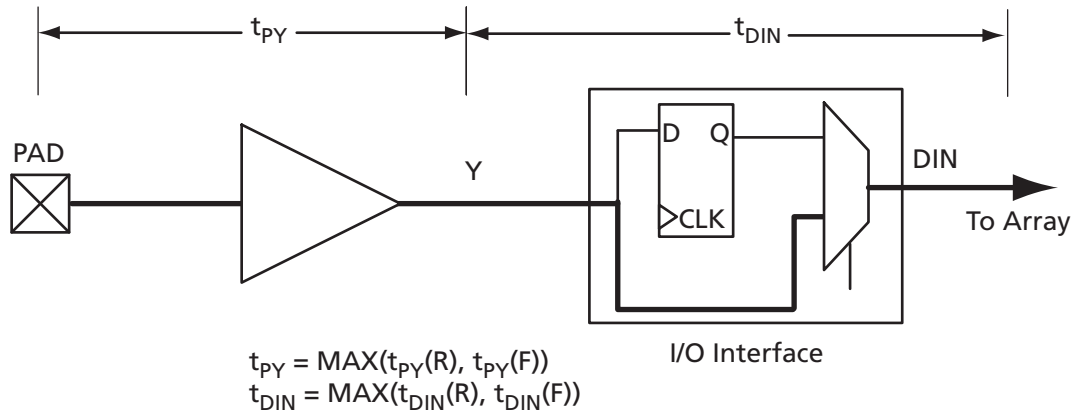 tPY
tDIN
PAD
Y
D Q
CLK
DIN
To Array
I/O Interface
tPY = MAX(tPY(R), tPY(F))
tDIN = MAX(tDIN(R), tDIN(F))